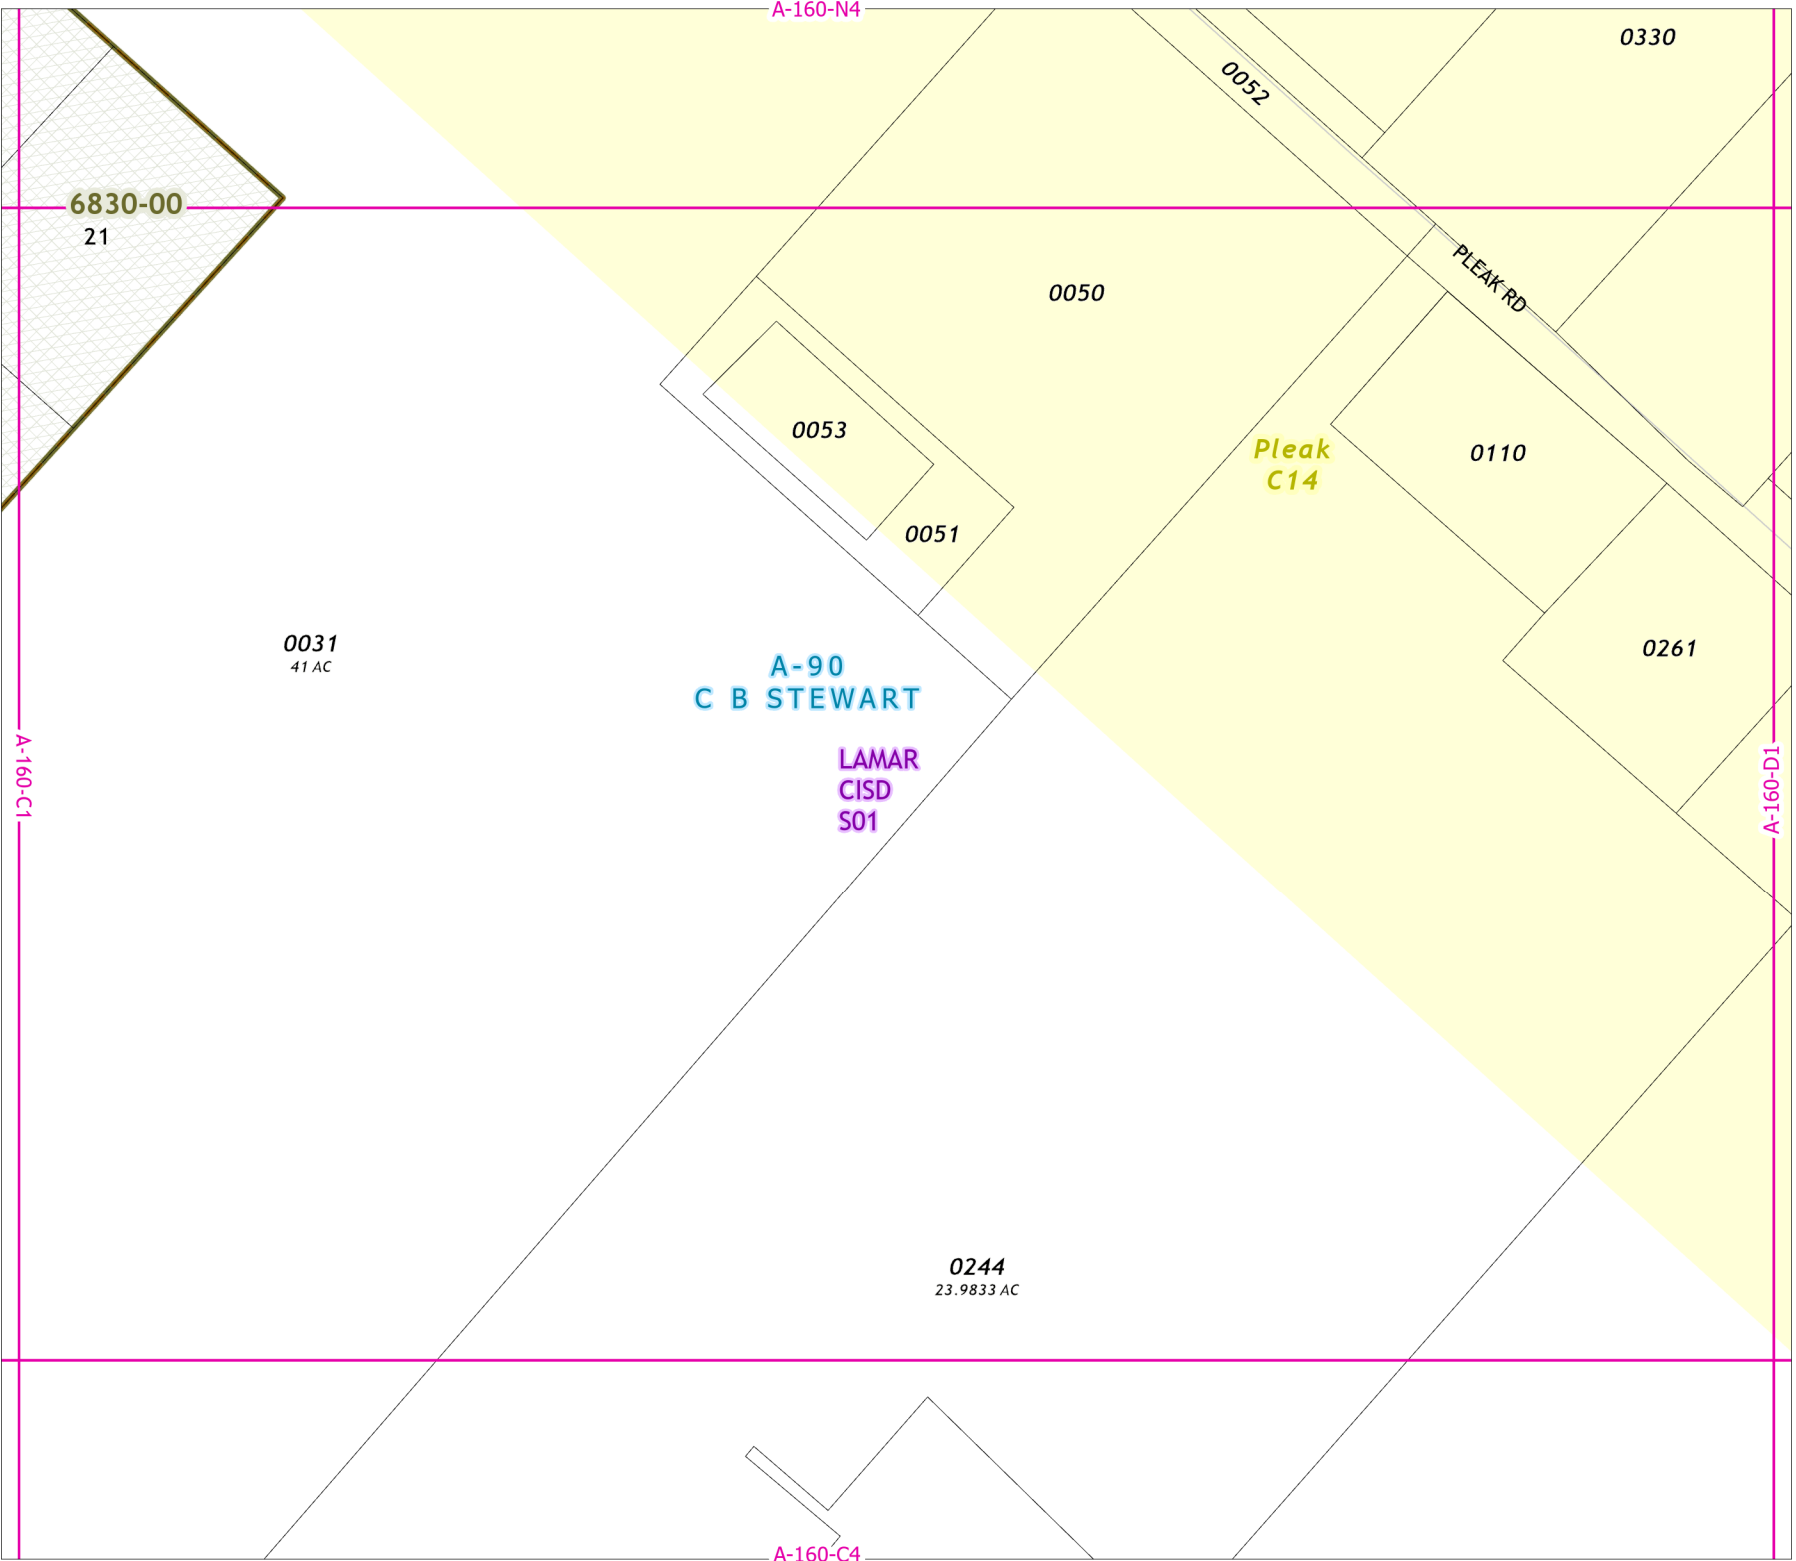 A-160-N4
0330
0052
6830-00
21
PLEAK RD
0050
0053
Pleak
C14
0110
0051
0031
41 AC
0261
A-90
C B STEWART
LAMAR
CISD
S01
A-160-C1
A-160-D1
0244
23.9833 AC
A-160-C4